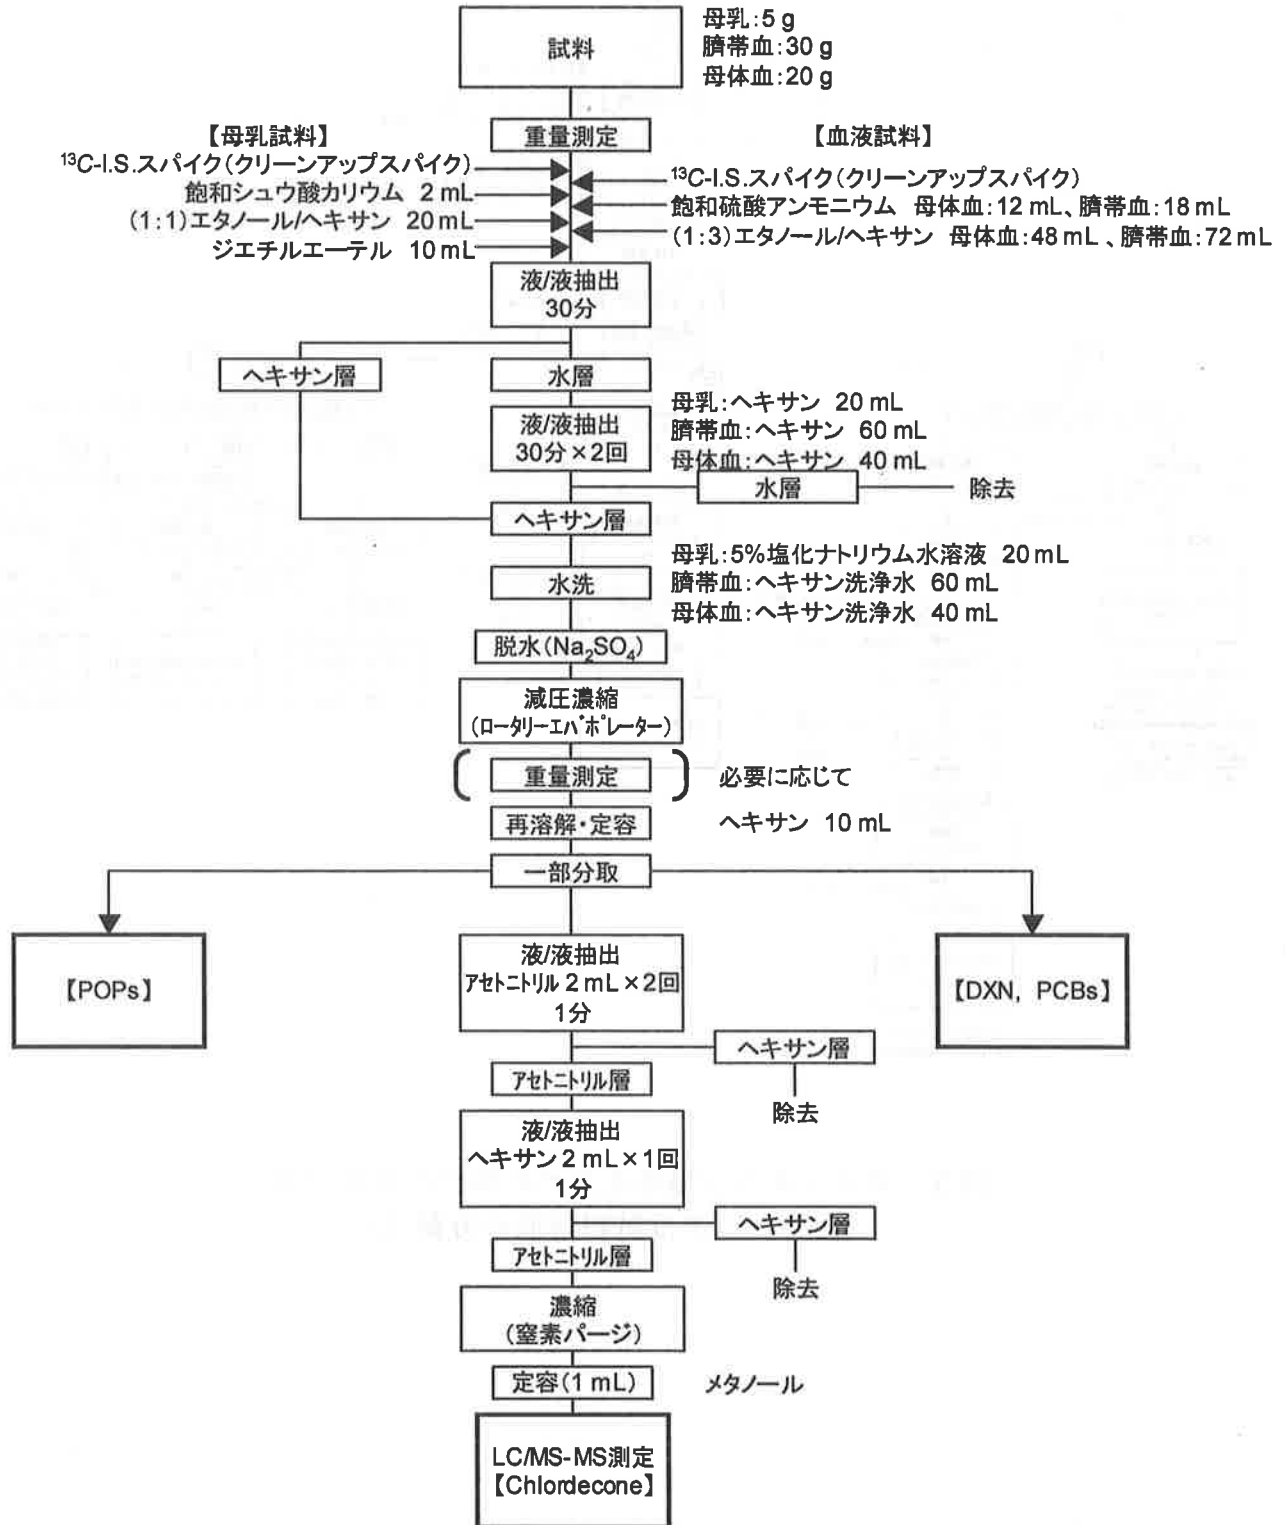 試料
母乳:5 g
臍帯血:30 g
母体血:20 g
重量測定
【母乳試料】
¹³C-I.S.スパイク(クリーンアップスパイク)
飽和シュウ酸カリウム 2 mL
(1:1)エタノール/ヘキサン 20 mL
ジエチルエーテル 10 mL
【血液試料】
¹³C-I.S.スパイク(クリーンアップスパイク)
飽和硫酸アンモニウム 母体血:12 mL、臍帯血:18 mL
(1:3)エタノール/ヘキサン 母体血:48 mL 、臍帯血:72 mL
液/液抽出
30分
ヘキサン層
水層
液/液抽出
30分×2回
母乳:ヘキサン 20 mL
臍帯血:ヘキサン 60 mL
母体血:ヘキサン 40 mL
水層
除去
ヘキサン層
水洗
母乳:5%塩化ナトリウム水溶液 20 mL
臍帯血:ヘキサン洗浄水 60 mL
母体血:ヘキサン洗浄水 40 mL
脱水(Na₂SO₄)
減圧濃縮
(ロータリーエバポレーター)
重量測定
必要に応じて
再溶解・定容
ヘキサン 10 mL
一部分取
【POPs】
液/液抽出
アセトニトリル 2 mL×2回
1分
【DXN, PCBs】
ヘキサン層
除去
アセトニトリル層
液/液抽出
ヘキサン 2 mL×1回
1分
ヘキサン層
除去
アセトニトリル層
濃縮
(窒素パージ)
定容(1 mL)
メタノール
LC/MS-MS測定
【Chlordecone】